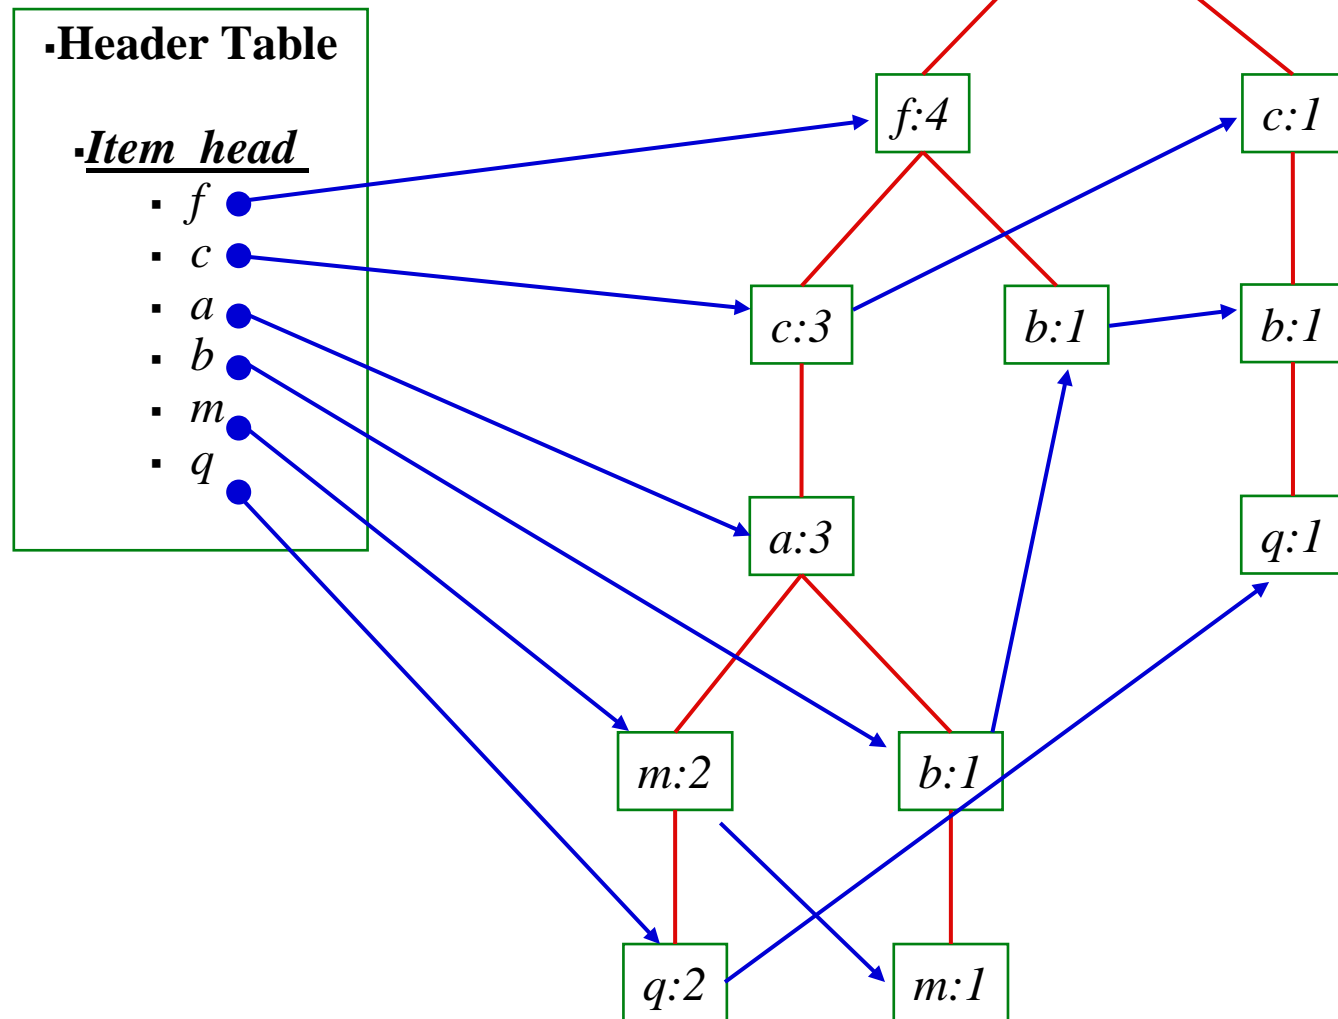 ▪Header Table
▪Item head
▪ f
▪ c
▪ a
▪ b
▪ m
▪ q
f:4
c:1
c:3
b:1
b:1
a:3
q:1
m:2
b:1
q:2
m:1